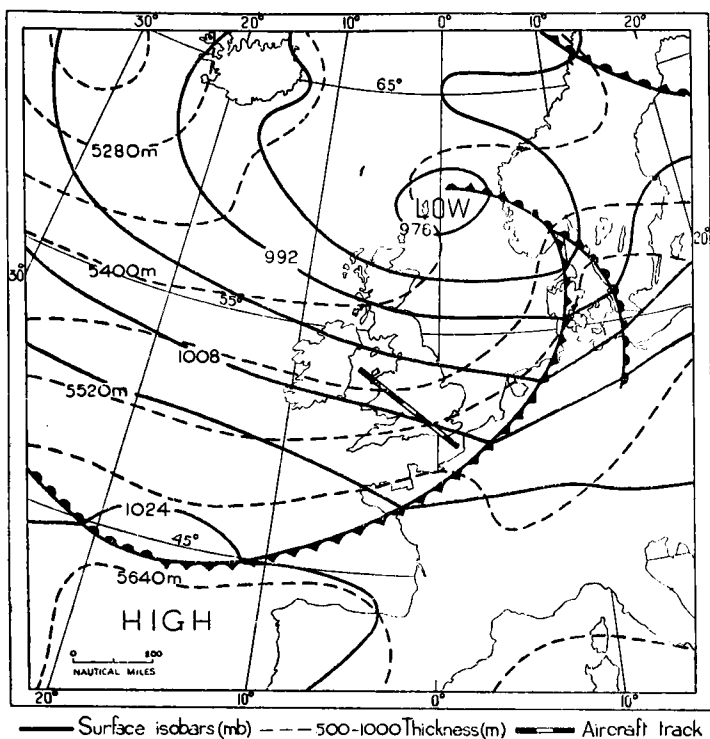 30° 20° 10° 0° 10° 20°
65°
5280m
LOW
976
20°
992
30°
5400m
55°
1008
5520m
1024
45°
5640m
HIGH
0 100
NAUTICAL MILES
20° 10° 0° 10°
Surface isobars (mb) 500-1000 Thickness (m) Aircraft track